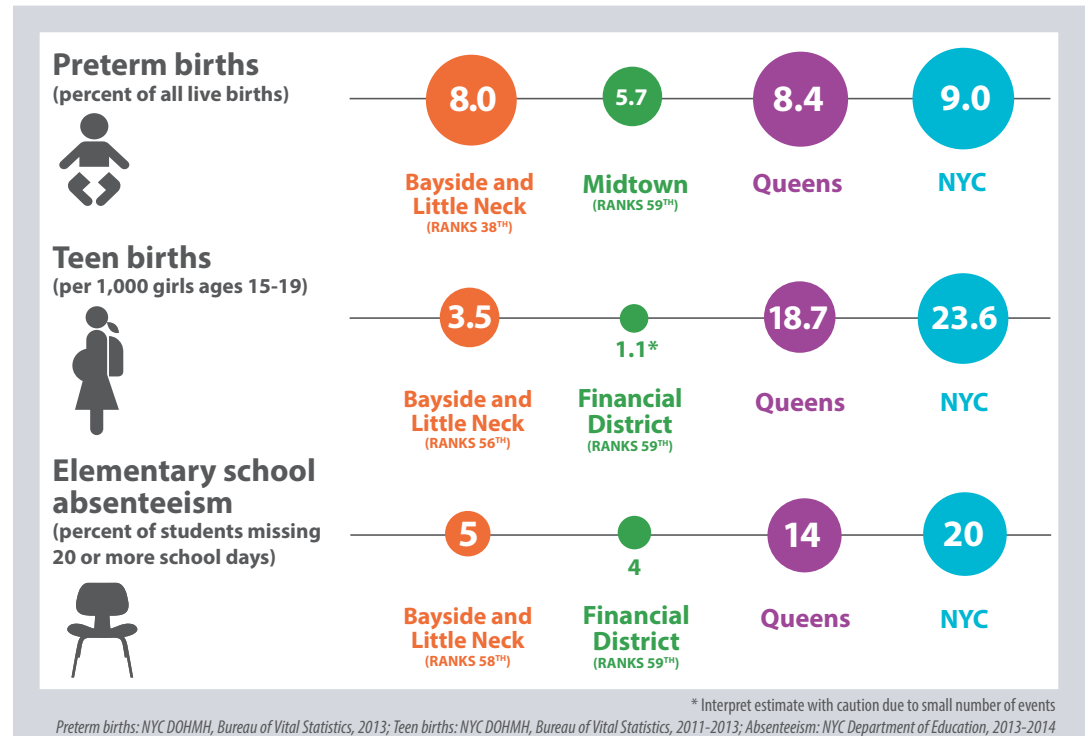 Preterm births
(percent of all live births)
8.0
5.7
8.4
9.0
Bayside and
Little Neck
(RANKS 38TH)
Midtown
(RANKS 59TH)
Queens
NYC
Teen births
(per 1,000 girls ages 15-19)
3.5
1.1*
18.7
23.6
Bayside and
Little Neck
(RANKS 56TH)
Financial
District
(RANKS 59TH)
Queens
NYC
Elementary school
absenteeism
(percent of students missing
20 or more school days)
5
4
14
20
Bayside and
Little Neck
(RANKS 58TH)
Financial
District
(RANKS 59TH)
Queens
NYC
* Interpret estimate with caution due to small number of events
Preterm births: NYC DOHMH, Bureau of Vital Statistics, 2013; Teen births: NYC DOHMH, Bureau of Vital Statistics, 2011-2013; Absenteeism: NYC Department of Education, 2013-2014